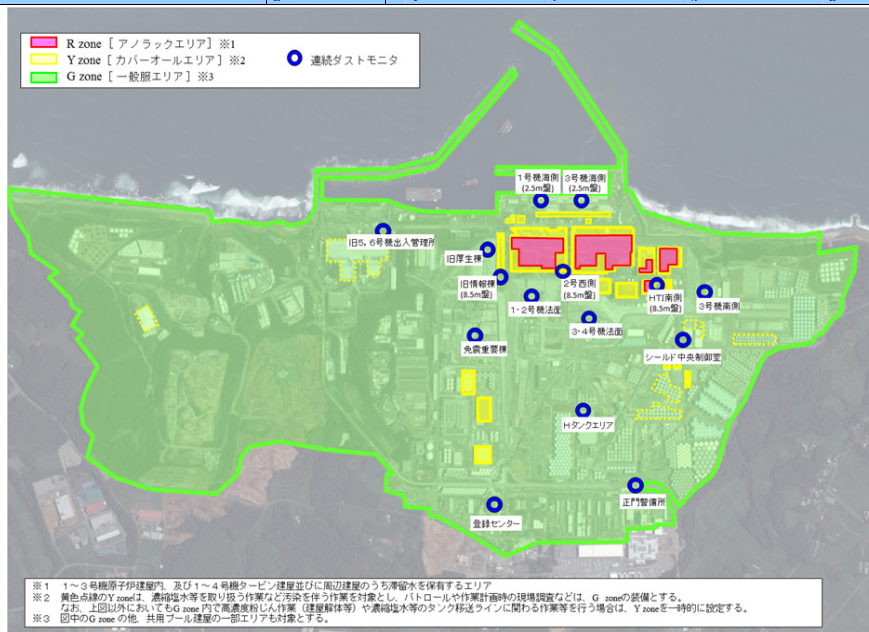 R zone [ アノラックエリア] ※1
Y zone [ カバーオールエリア] ※2
G zone [ 一般服エリア] ※3
連続ダストモニタ
1号機海側
(2.5m盤)
3号機海側
(2.5m盤)
旧5，6号機出入管理所
旧厚生棟
旧情報棟
(8.5m盤)
2号西側
(8.5m盤)
HTI南側
(8.5m盤)
3号機南側
1・2号機法面
3・4号機法面
免震重要棟
シールド中央制御室
Hタンクエリア
正門警備所
登録センター
※1 1～3号機原子炉建屋内、及び1～4号機タービン建屋並びに周辺建屋のうち滞留水を保有するエリア
※2 黄色点線のY zoneは、濃縮塩水等を取り扱う作業など汚染を伴う作業を対象とし、パトロールや作業計画時の現場調査などは、G zoneの装備とする。
なお、上図以外においてもG zone 内で高濃度粉じん作業（建屋解体等）や濃縮塩水等のタンク移送ラインに関わる作業等を行う場合は、Y zoneを一時的に設定する。
※3 図中のG zone の他、共用プール建屋の一部エリアも対象とする。